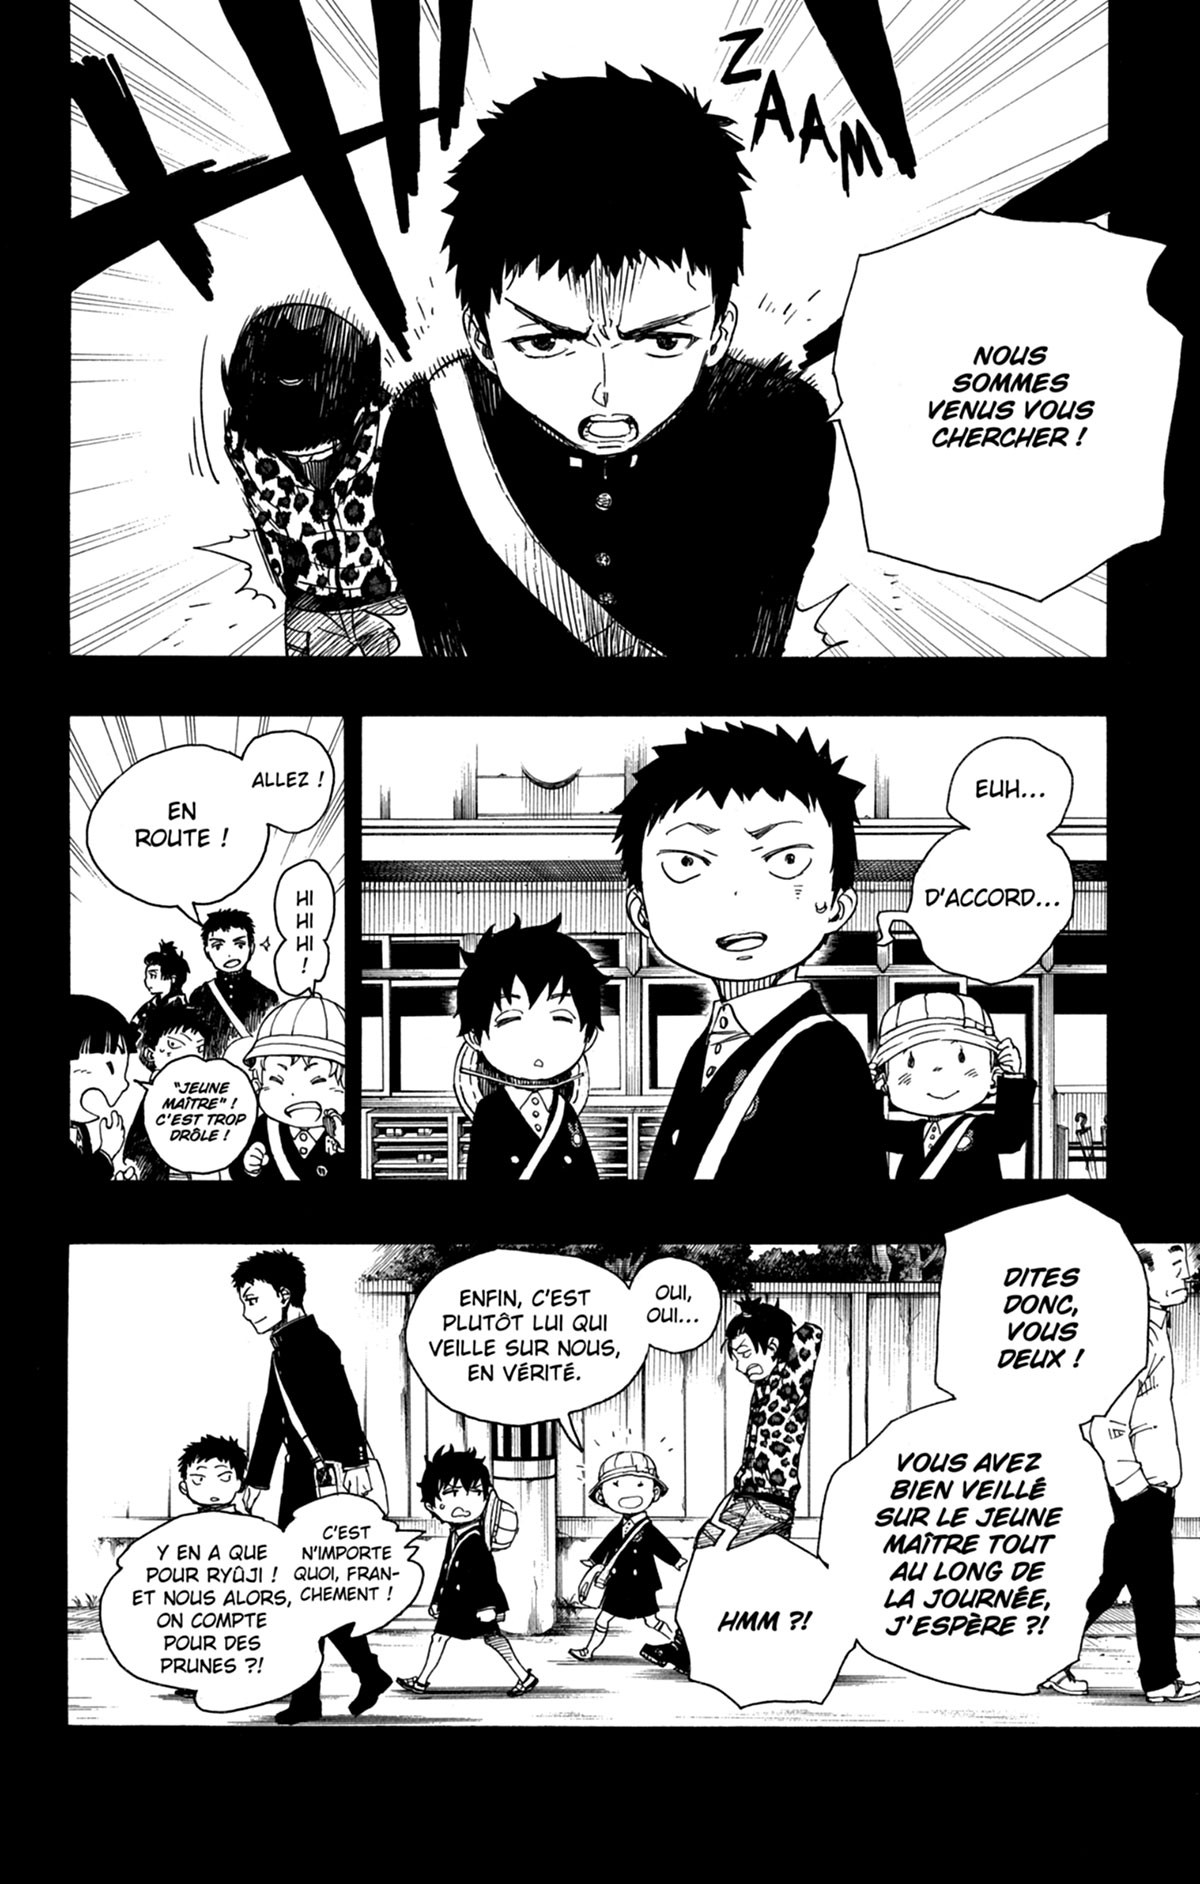 ZAAM
NOUS
SOMMES
VENUS VOUS
CHERCHER !
EUH...
D'ACCORD...
ALLEZ !
EN
ROUTE !
HI
HI
HI !
"JEUNE
MAÎTRE" !
C'EST TROP
DRÔLE !
DITES
DONC,
VOUS
DEUX !
VOUS AVEZ
BIEN VEILLÉ
SUR LE JEUNE
MAÎTRE TOUT
AU LONG DE
LA JOURNÉE,
J'ESPÈRE ?!
HMM ?!
OUI,
OUI...
ENFIN, C'EST
PLUTÔT LUI QUI
VEILLE SUR NOUS,
EN VÉRITÉ.
C'EST
N'IMPORTE
QUOI, FRAN-
CHEMENT !
Y EN A QUE
POUR RYÛJI !
ET NOUS ALORS,
ON COMPTE
POUR DES
PRUNES ?!